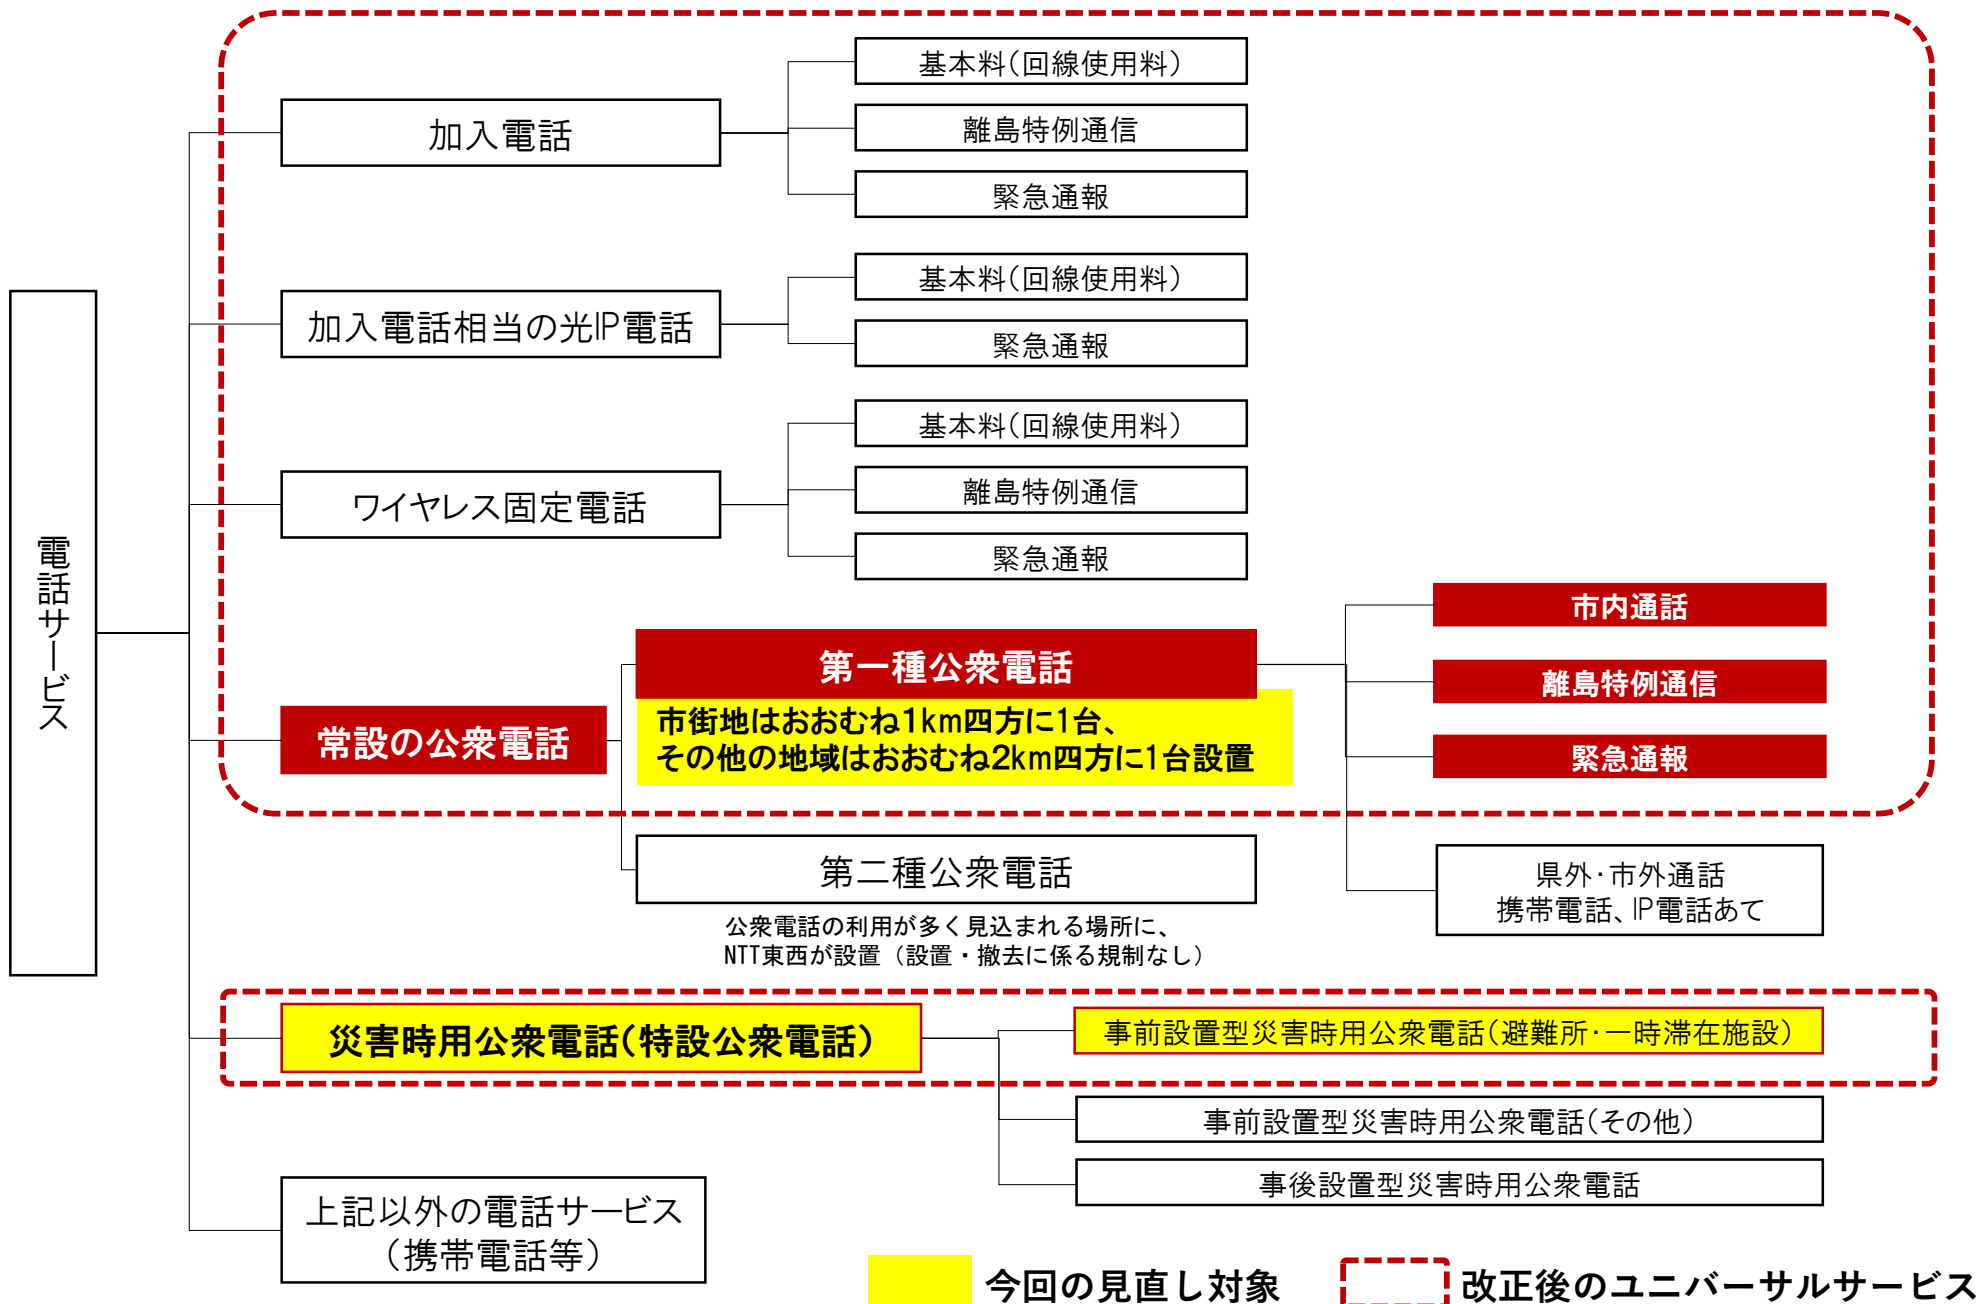 電話サービス
加入電話
基本料(回線使用料)
離島特例通信
緊急通報
加入電話相当の光IP電話
基本料(回線使用料)
緊急通報
ワイヤレス固定電話
基本料(回線使用料)
離島特例通信
緊急通報
常設の公衆電話
第一種公衆電話
市街地はおおむね1km四方に1台、
その他の地域はおおむね2km四方に1台設置
市内通話
離島特例通信
緊急通報
県外・市外通話
携帯電話、IP電話あて
第二種公衆電話
公衆電話の利用が多く見込まれる場所に、
NTT東西が設置(設置・撤去に係る規制なし)
災害時用公衆電話(特設公衆電話)
事前設置型災害時用公衆電話(避難所・一時滞在施設)
事前設置型災害時用公衆電話(その他)
事後設置型災害時用公衆電話
上記以外の電話サービス
(携帯電話等)
今回の見直し対象
改正後のユニバーサルサービス